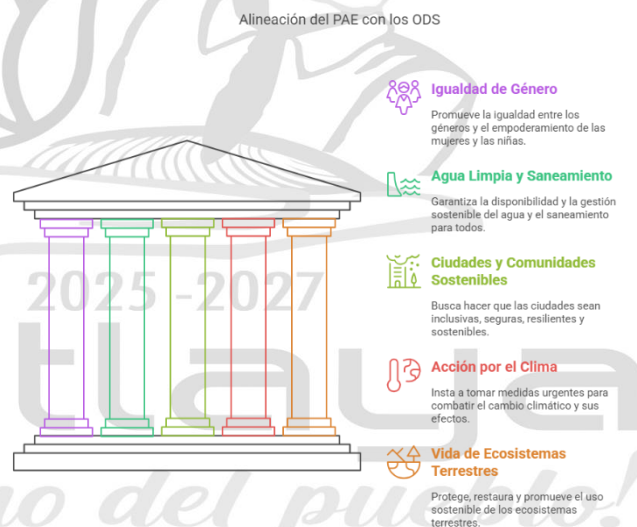 Alineación del PAE con los ODS
Igualdad de Género
Promueve la igualdad entre los
géneros y el empoderamiento de las
mujeres y las niñas.
Agua Limpia y Saneamiento
Garantiza la disponibilidad y la gestión
sostenible del agua y el saneamiento
para todos.
Ciudades y Comunidades
Sostenibles
Busca hacer que las ciudades sean
inclusivas, seguras, resilientes y
sostenibles.
Acción por el Clima
Insta a tomar medidas urgentes para
combatir el cambio climático y sus
efectos.
Vida de Ecosistemas
Terrestres
Protege, restaura y promueve el uso
sostenible de los ecosistemas
terrestres.
2025 -2027
tlaya
no del pueblo!